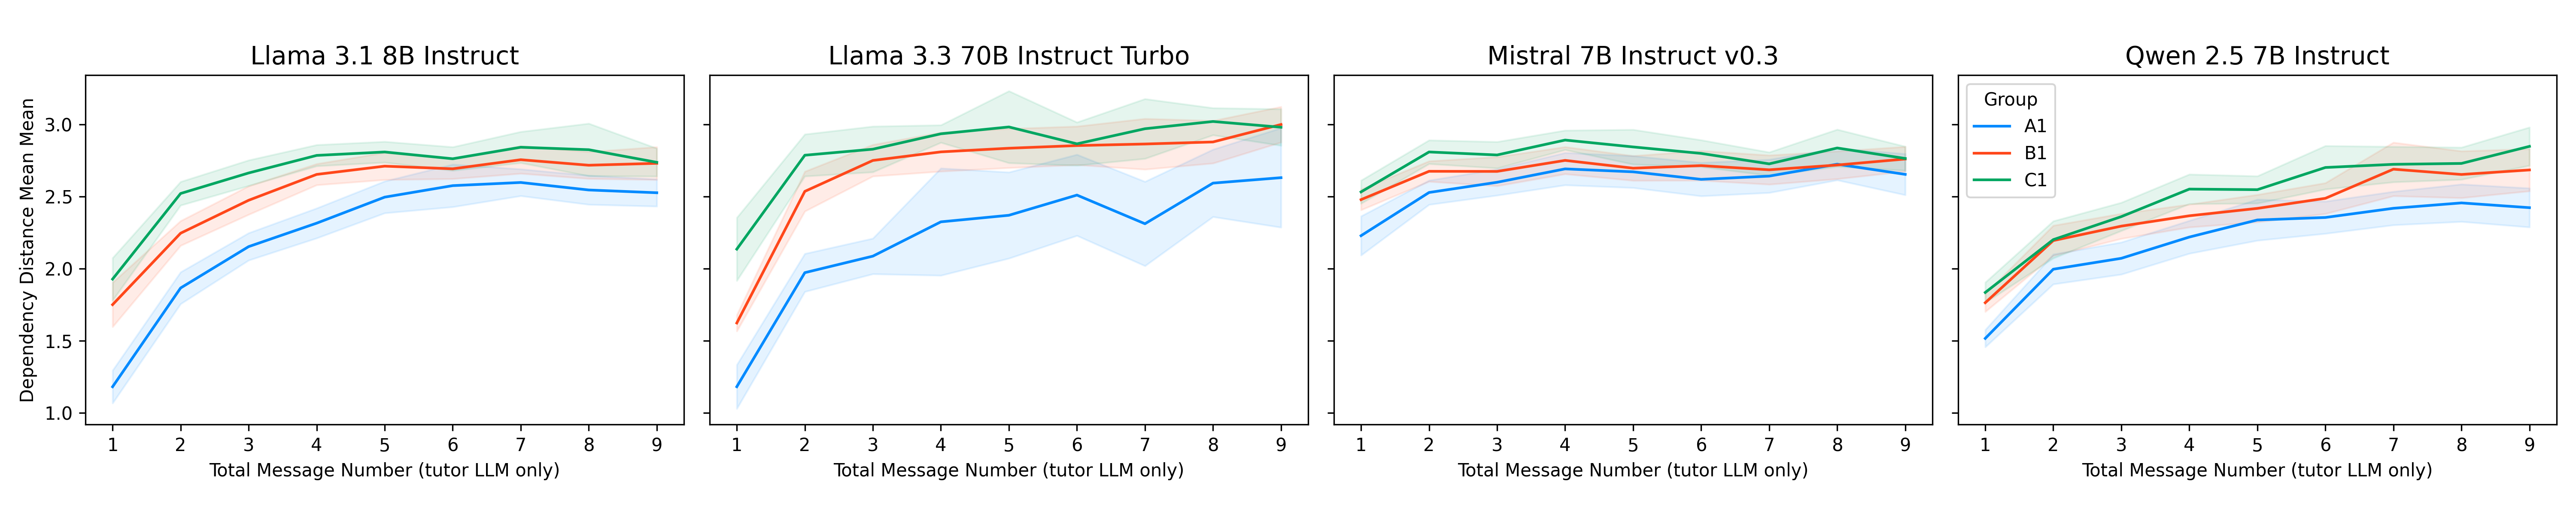 Llama 3.1 8B Instruct
Llama 3.3 70B Instruct Turbo
Mistral 7B Instruct v0.3
Qwen 2.5 7B Instruct
Dependency Distance Mean Mean
3.0
2.5
2.0
1.5
1.0
Group
A1
B1
C1
1 2 3 4 5 6 7 8 9
1 2 3 4 5 6 7 8 9
1 2 3 4 5 6 7 8 9
1 2 3 4 5 6 7 8 9
Total Message Number (tutor LLM only)
Total Message Number (tutor LLM only)
Total Message Number (tutor LLM only)
Total Message Number (tutor LLM only)